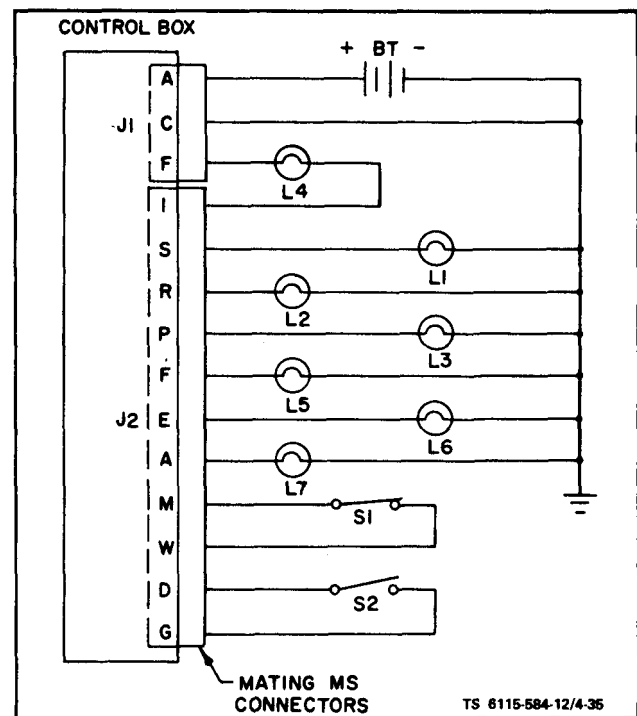 CONTROL BOX
+ BT -
A
J1
C
F
L4
I
S
L1
R
L2
P
L3
F
L5
J2
E
L6
A
L7
M
S1
W
D
S2
G
MATING MS
CONNECTORS
TS 6115-584-12/4-35